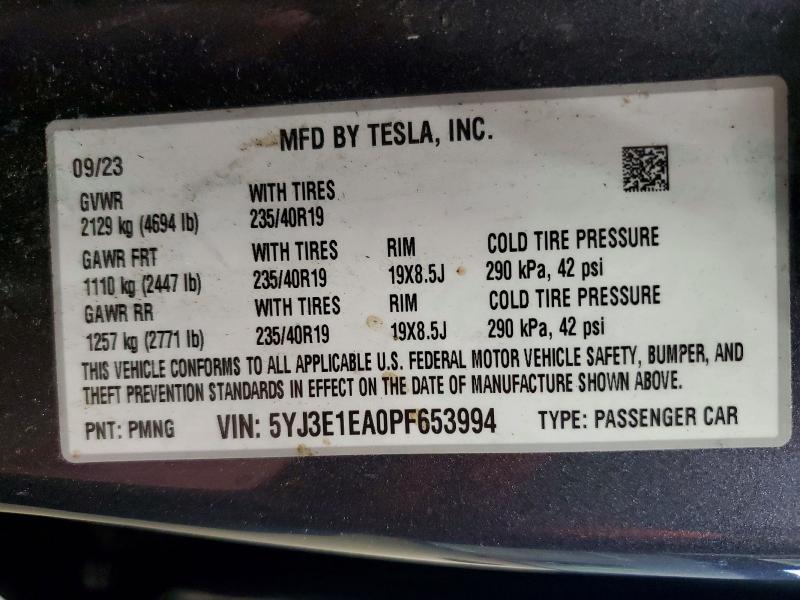 MFD BY TESLA, INC.
09/23
GVWR WITH TIRES
2129 kg (4694 lb) 235/40R19
GAWR FRT WITH TIRES RIM COLD TIRE PRESSURE
1110 kg (2447 lb) 235/40R19 19X8.5J 290 kPa, 42 psi
GAWR RR WITH TIRES RIM COLD TIRE PRESSURE
1257 kg (2771 lb) 235/40R19 19X8.5J 290 kPa, 42 psi
THIS VEHICLE CONFORMS TO ALL APPLICABLE U.S. FEDERAL MOTOR VEHICLE SAFETY, BUMPER, AND
THEFT PREVENTION STANDARDS IN EFFECT ON THE DATE OF MANUFACTURE SHOWN ABOVE.
PNT: PMNG VIN: 5YJ3E1EA0PF653994 TYPE: PASSENGER CAR